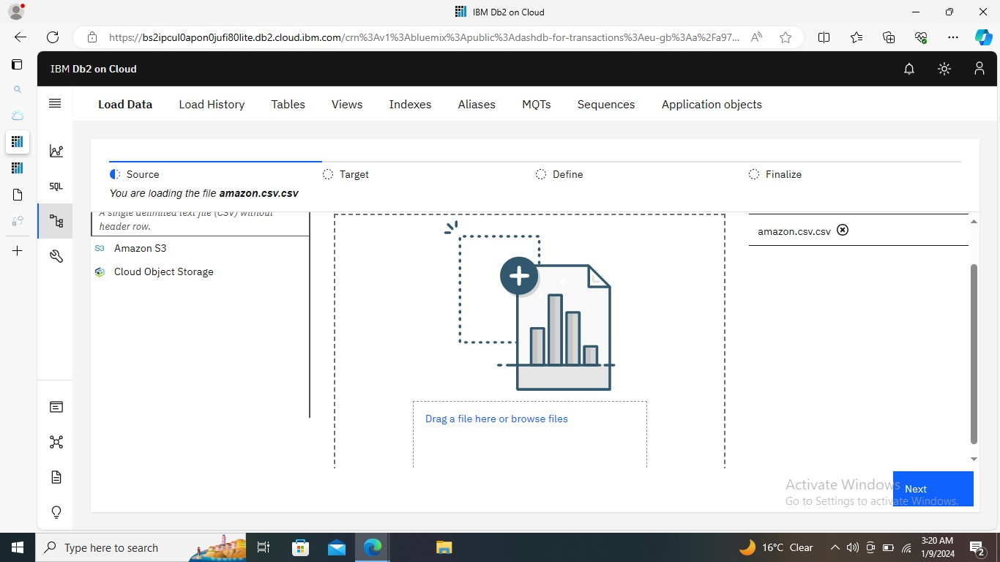 IBM Db2 on Cloud
https://bs2ipcul0apon0jufi80lite.db2.cloud.ibm.com/crn%3Av1%3Abluemix%3Apublic%3Adashdb-for-transactions%3Aeu-gb%3Aa%2Fa97...
IBM Db2 on Cloud
Load Data Load History Tables Views Indexes Aliases MQTs Sequences Application objects
SQL
Source Target Define Finalize
You are loading the file amazon.csv.csv
A single delimited text file (CSV) without
header row.
amazon.csv.csv
S3 Amazon S3
Cloud Object Storage
Drag a file here or browse files
Activate Windows
Go to Settings to activate Windows.
Next
Type here to search
16°C Clear
3:20 AM
1/9/2024
2